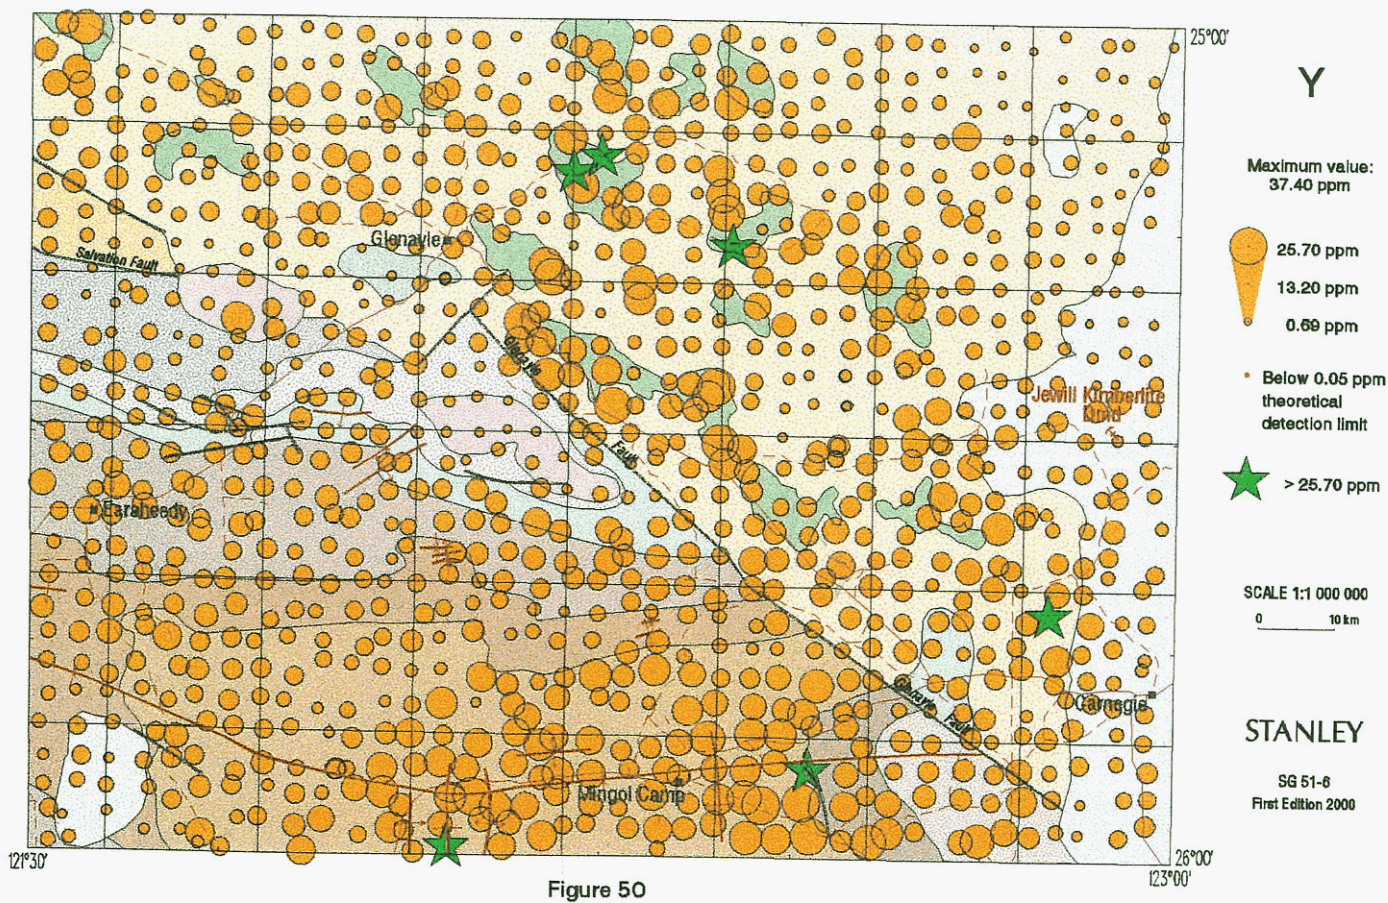 25°00'
Y
Maximum value:
37.40 ppm
25.70 ppm
13.20 ppm
0.69 ppm
Below 0.05 ppm
theoretical
detection limit
> 25.70 ppm
SCALE 1:1 000 000
0 10 km
STANLEY
SG 51-6
First Edition 2000
Glenayle
Salvation Fault
Glenayle
Fault
Jewill Kimberlite
Earaheedy
Glenayle Fault
Carnegie
Mingol Camp
121°30'
26°00'
123°00'
Figure 50